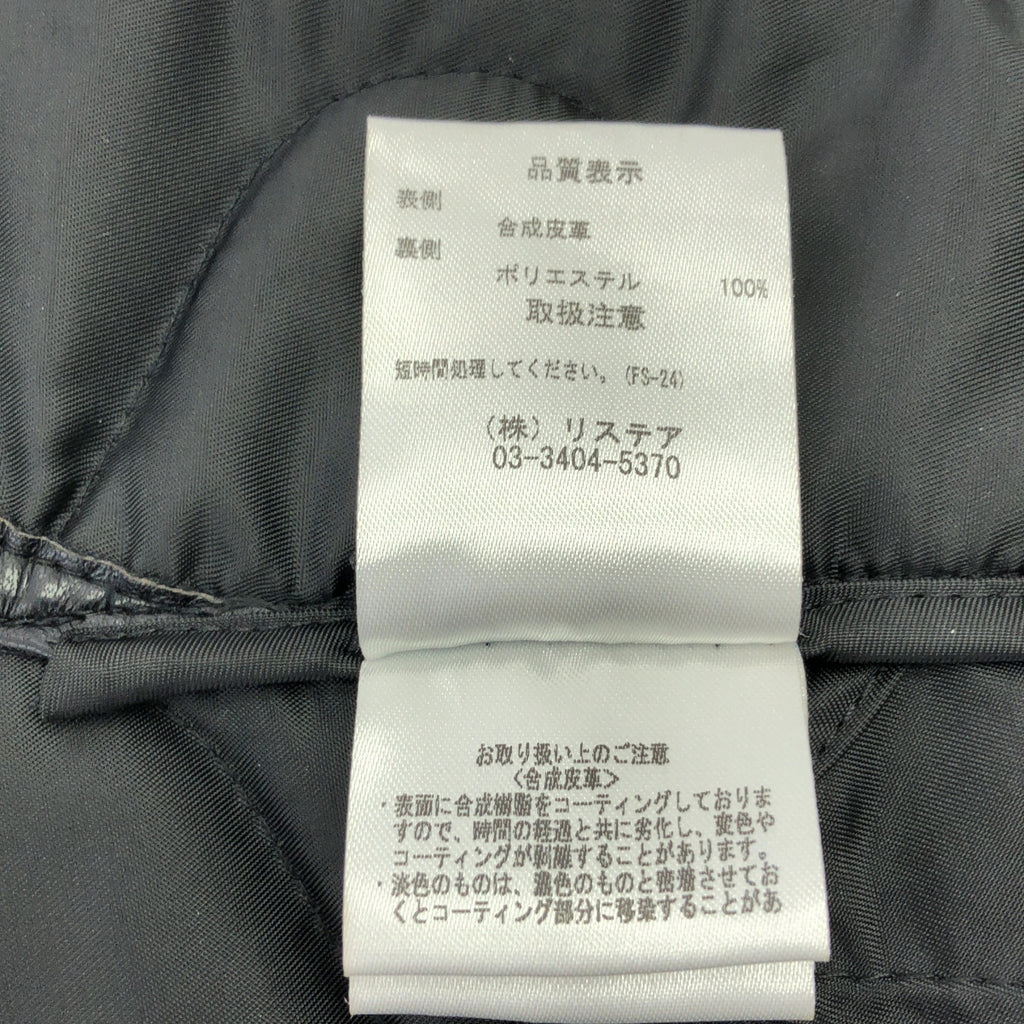 品質表示
表側
合成皮革
裏側
ポリエステル 100%
取扱注意
短時間処理してください。(FS-24)
(株) リステア
03-3404-5370
お取り扱い上のご注意
<合成皮革>
・表面に合成樹脂をコーティングしておりま
すので、時間の経過と共に劣化し、変色や
コーティングが剥離することがあります。
・淡色のものは、濃色のものと密着させてお
くとコーティング部分に移染することがあ